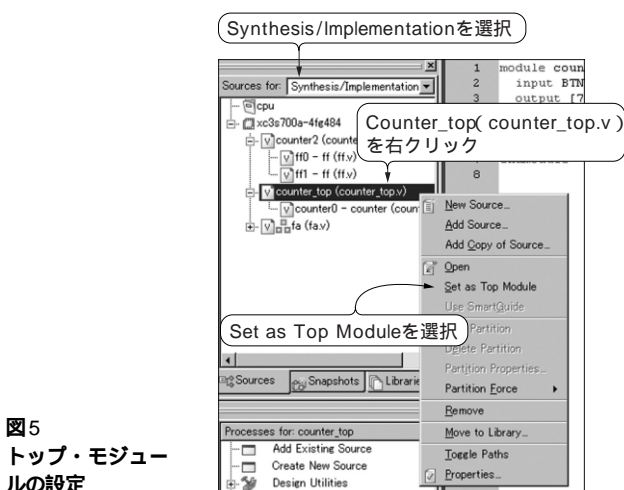 Synthesis/Implementationを選択
Sources for: Synthesis/Implementation
cpu
xc3s700a-4fg484
counter2 (counte
ff0 - ff (ff.v)
ff1 - ff (ff.v)
counter_top (counter_top.v)
counter0 - counter (coun
fa (fa.v)
1 module coun
2 input BTN
3 output [7
8
Counter_top( counter_top.v )
を右クリック
New Source...
Add Source...
Add Copy of Source...
Open
Set as Top Module
Use SmartGuide
Partition
Delete Partition
Partition Properties...
Partition Force
Remove
Move to Library...
Toggle Paths
Properties...
Set as Top Moduleを選択
Sources
Snapshots
Librarie
Processes for: counter_top
Add Existing Source
Create New Source
Design Utilities
図5
トップ・モジュー
ルの設定